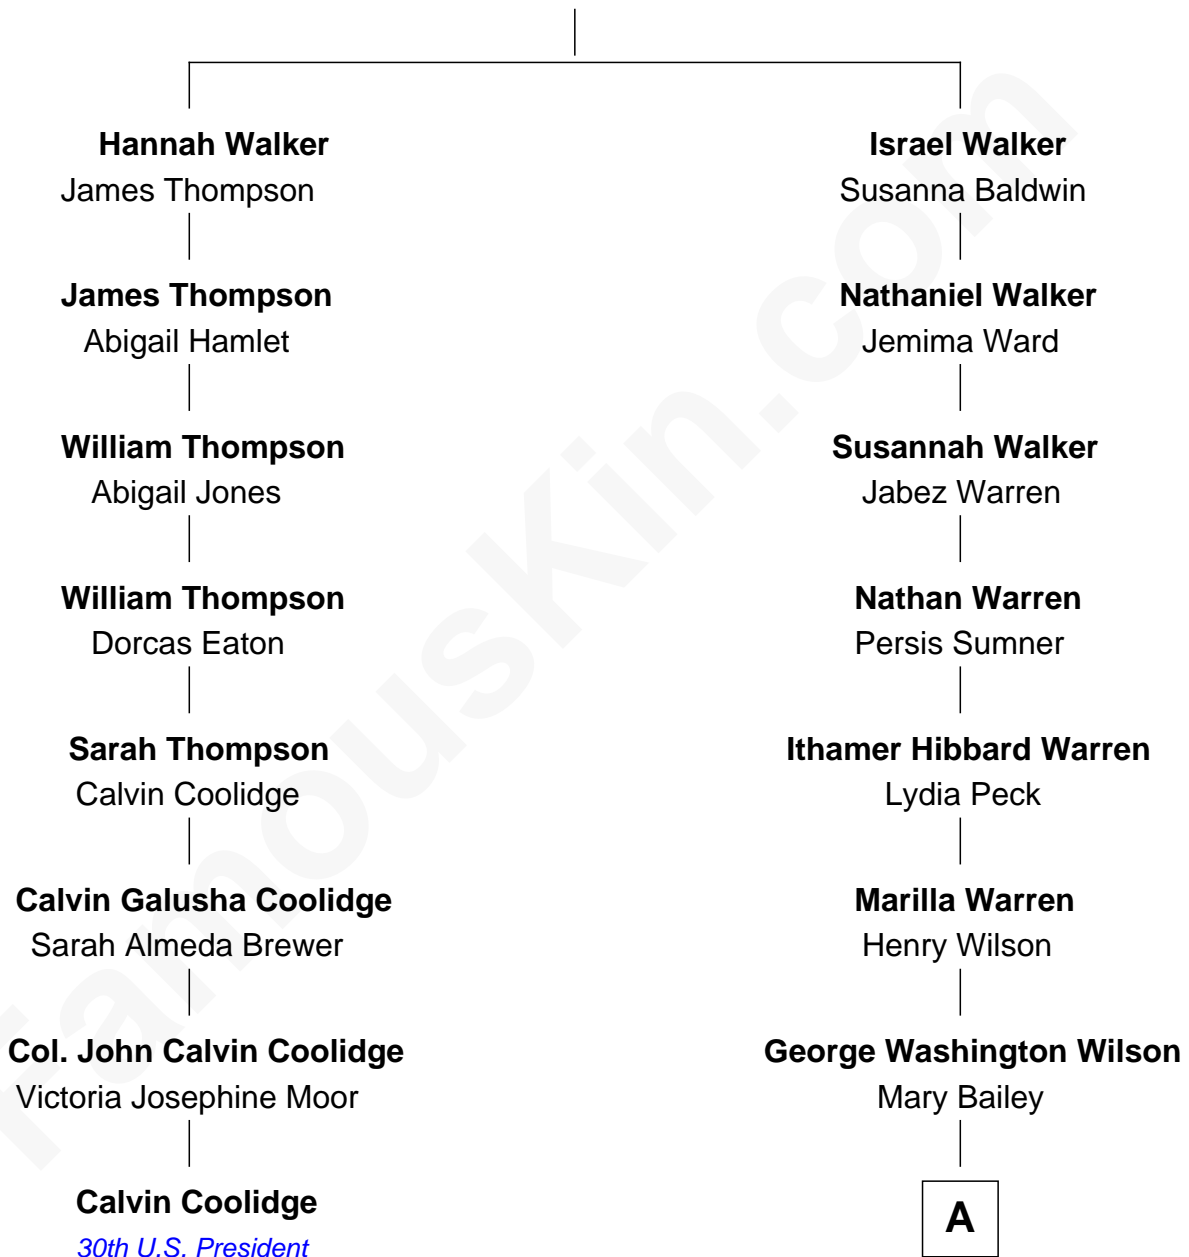 Hannah Walker
James Thompson
James Thompson
Abigail Hamlet
William Thompson
Abigail Jones
William Thompson
Dorcas Eaton
Sarah Thompson
Calvin Coolidge
Calvin Galusha Coolidge
Sarah Almeda Brewer
Col. John Calvin Coolidge
Victoria Josephine Moor
Calvin Coolidge
30th U.S. President
Israel Walker
Susanna Baldwin
Nathaniel Walker
Jemima Ward
Susannah Walker
Jabez Warren
Nathan Warren
Persis Sumner
Ithamer Hibbard Warren
Lydia Peck
Marilla Warren
Henry Wilson
George Washington Wilson
Mary Bailey
A
FamousKin.com